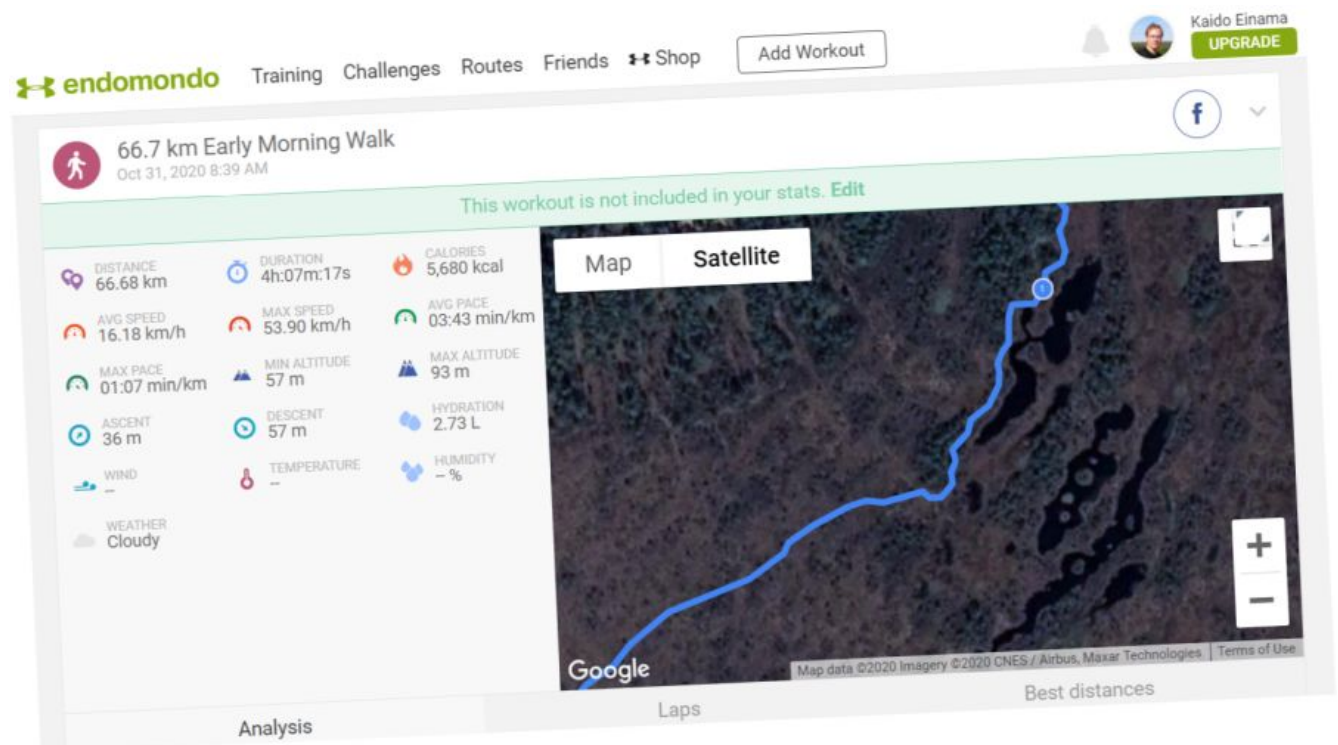 endomondo Training Challenges Routes Friends Shop Add Workout Kaido Einama
UPGRADE
66.7 km Early Morning Walk
Oct 31, 2020 8:39 AM
f
This workout is not included in your stats. Edit
DISTANCE
66.68 km
DURATION
4h:07m:17s
CALORIES
5,680 kcal
AVG SPEED
16.18 km/h
MAX SPEED
53.90 km/h
AVG PACE
03:43 min/km
MAX PACE
01:07 min/km
MIN ALTITUDE
57 m
MAX ALTITUDE
93 m
ASCENT
36 m
DESCENT
57 m
HYDRATION
2.73 L
WIND
--
TEMPERATURE
--
HUMIDITY
-- %
WEATHER
Cloudy
Map Satellite
1
+
−
Google
Map data ©2020 Imagery ©2020 CNES / Airbus, Maxar Technologies Terms of Use
Analysis Laps Best distances